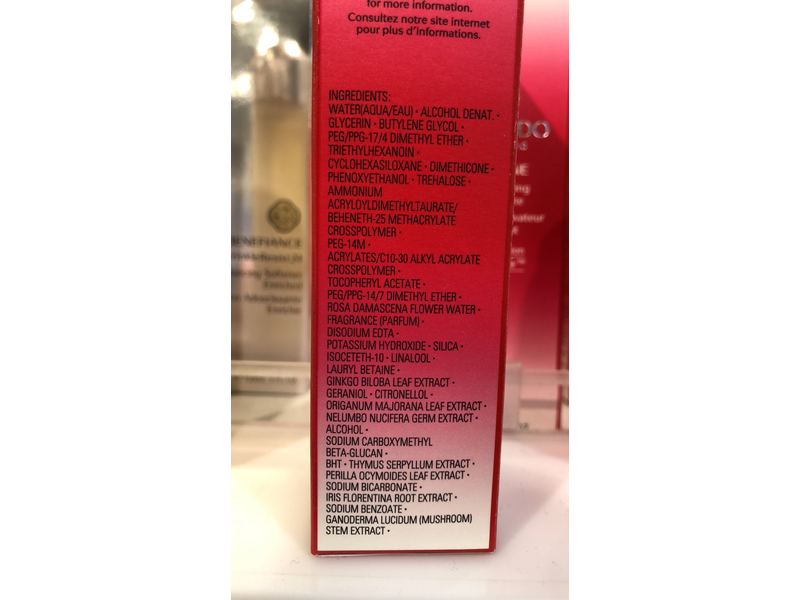 for more information.
Consultez notre site internet
pour plus d'informations.
INGREDIENTS:
WATER(AQUA/EAU)・ALCOHOL DENAT.・
GLYCERIN・BUTYLENE GLYCOL・
PEG/PPG-17/4 DIMETHYL ETHER・
TRIETHYLHEXANOIN・
CYCLOHEXASILOXANE・DIMETHICONE・
PHENOXYETHANOL・TREHALOSE・
AMMONIUM
ACRYLOYLDIMETHYLTAURATE/
BEHENETH-25 METHACRYLATE
CROSSPOLYMER・
PEG-14M・
ACRYLATES/C10-30 ALKYL ACRYLATE
CROSSPOLYMER・
TOCOPHERYL ACETATE・
PEG/PPG-14/7 DIMETHYL ETHER・
ROSA DAMASCENA FLOWER WATER・
FRAGRANCE (PARFUM)・
DISODIUM EDTA・
POTASSIUM HYDROXIDE・SILICA・
ISOCETETH-10・LINALOOL・
LAURYL BETAINE・
GINKGO BILOBA LEAF EXTRACT・
GERANIOL・CITRONELLOL・
ORIGANUM MAJORANA LEAF EXTRACT・
NELUMBO NUCIFERA GERM EXTRACT・
ALCOHOL・
SODIUM CARBOXYMETHYL
BETA-GLUCAN・
BHT・THYMUS SERPYLLUM EXTRACT・
PERILLA OCYMOIDES LEAF EXTRACT・
SODIUM BICARBONATE・
IRIS FLORENTINA ROOT EXTRACT・
SODIUM BENZOATE・
GANODERMA LUCIDUM (MUSHROOM)
STEM EXTRACT・
BENEFIANCE
Enriched
DO